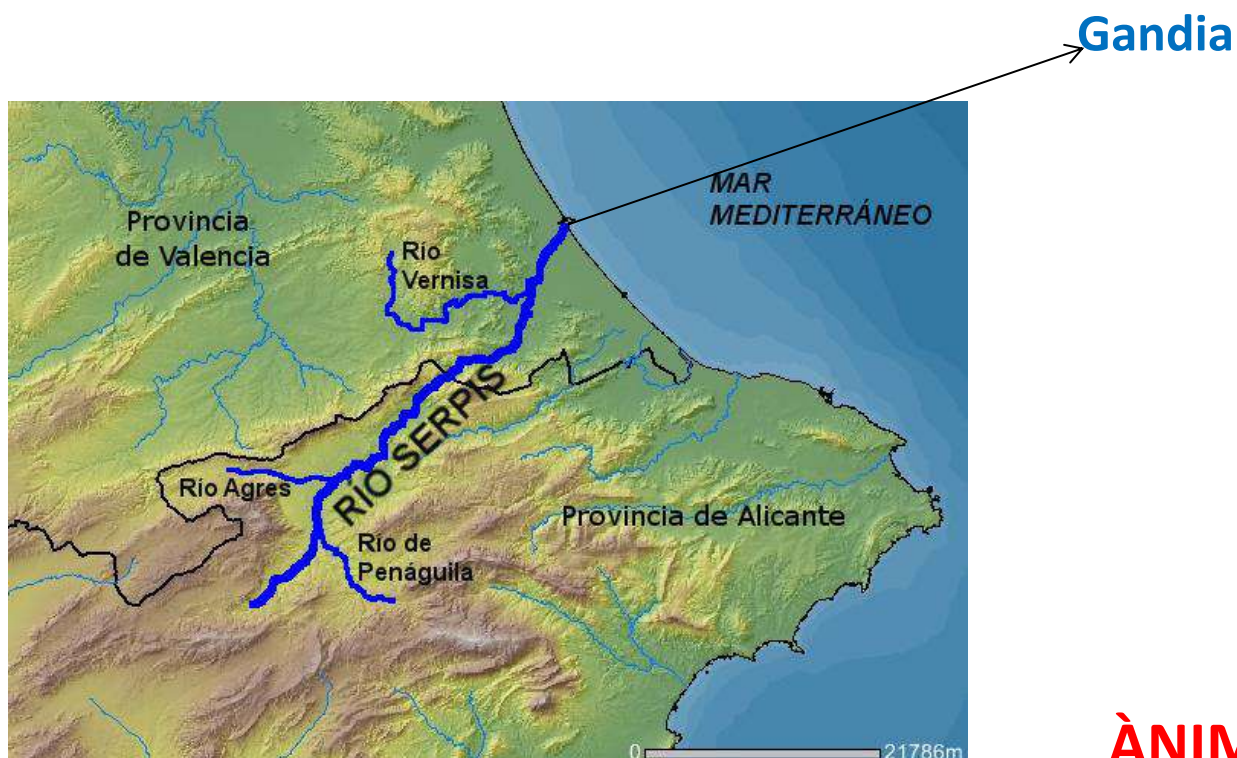 Gandia
MAR
MEDITERRÁNEO
Provincia
de Valencia
Río
Vernisa
RÍO SERPIS
Río Agres
Provincia de Alicante
Río de
Penáguila
0
21786m
ÀNIM